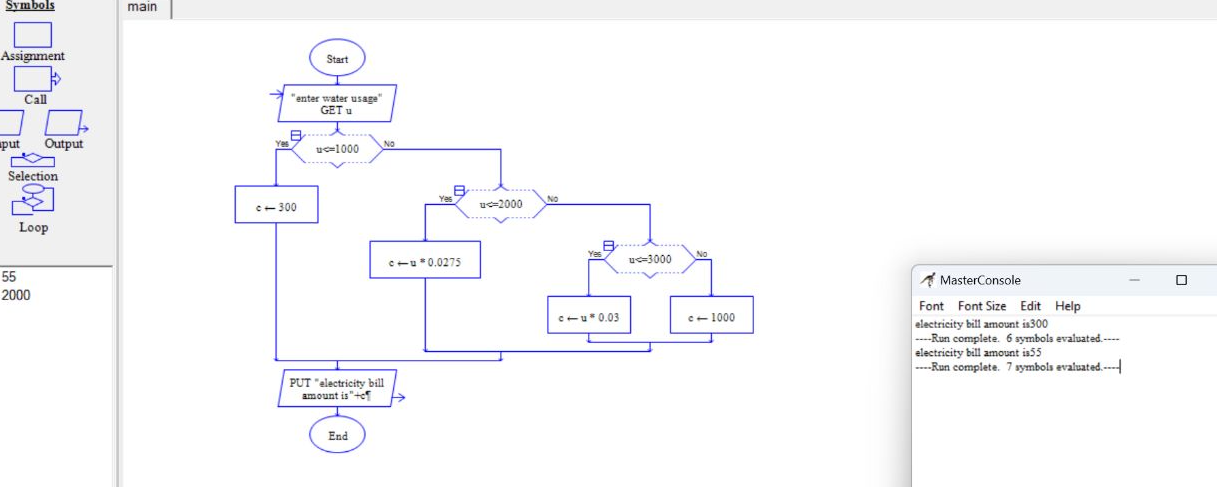 Symbols
main
Assignment
Call
put
Output
Selection
Loop
55
2000
Start
"enter water usage"
GET u
Yes
u<=1000
No
c ← 300
Yes
u<=2000
No
c ← u * 0.0275
Yes
u<=3000
No
c ← u * 0.03
c ← 1000
PUT "electricity bill
amount is"+c¶
End
MasterConsole
Font Font Size Edit Help
electricity bill amount is300
----Run complete. 6 symbols evaluated.----
electricity bill amount is55
----Run complete. 7 symbols evaluated.----